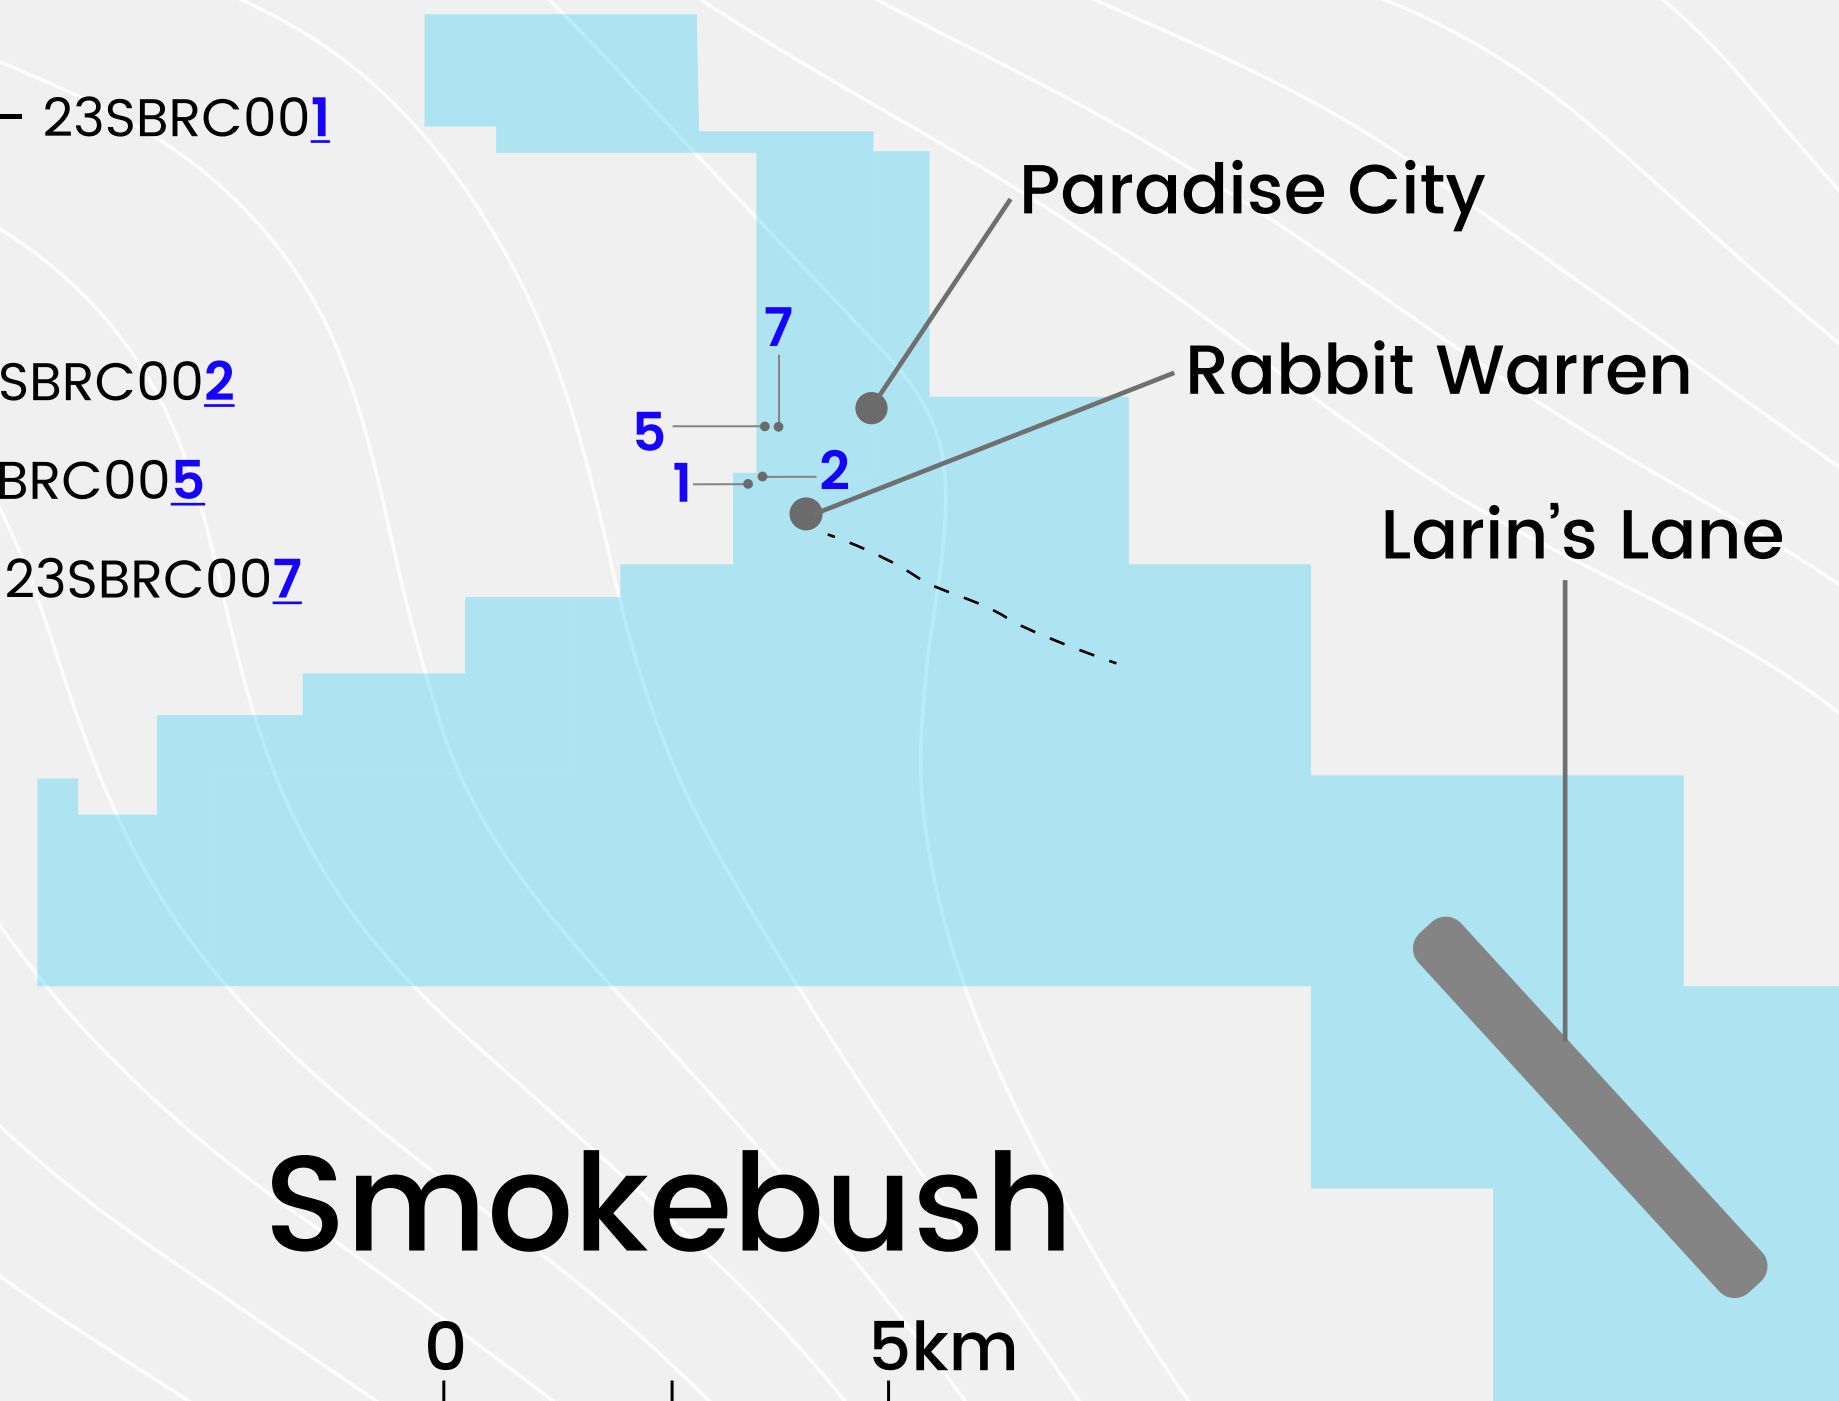 – 23SBRC001
SBRC002
BRC005
23SBRC007
Paradise City
Rabbit Warren
Larin’s Lane
7
5
1
2
Smokebush
0 5km